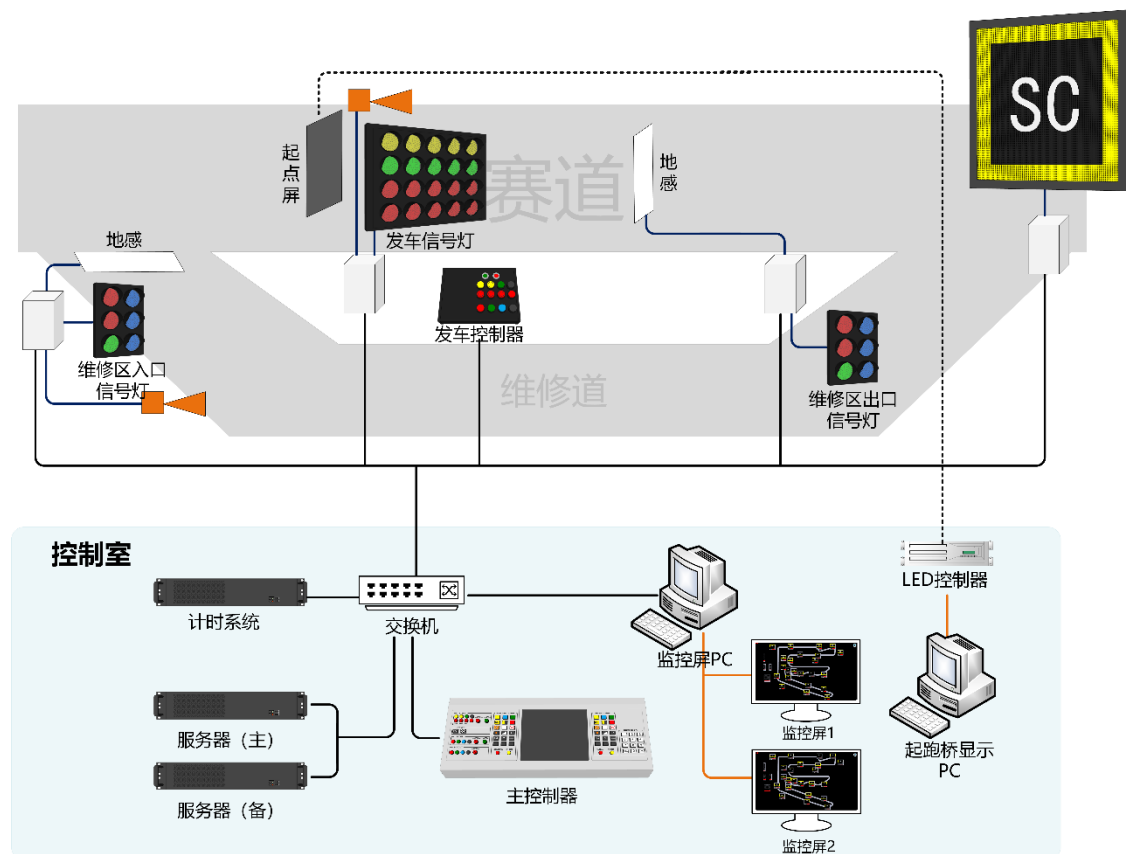 SC
起
点
屏
赛道
地
感
发车信号灯
地感
发车控制器
维修区入口
信号灯
维修道
维修区出口
信号灯
控制室
LED控制器
计时系统
交换机
监控屏PC
监控屏1
服务器（主）
起跑桥显示
PC
主控制器
服务器（备）
监控屏2